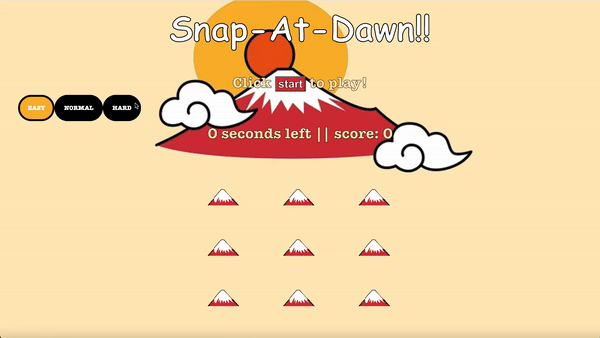 Snap-At-Dawn!!
Click start to play!
EASY NORMAL HARD
0 seconds left || score: 0